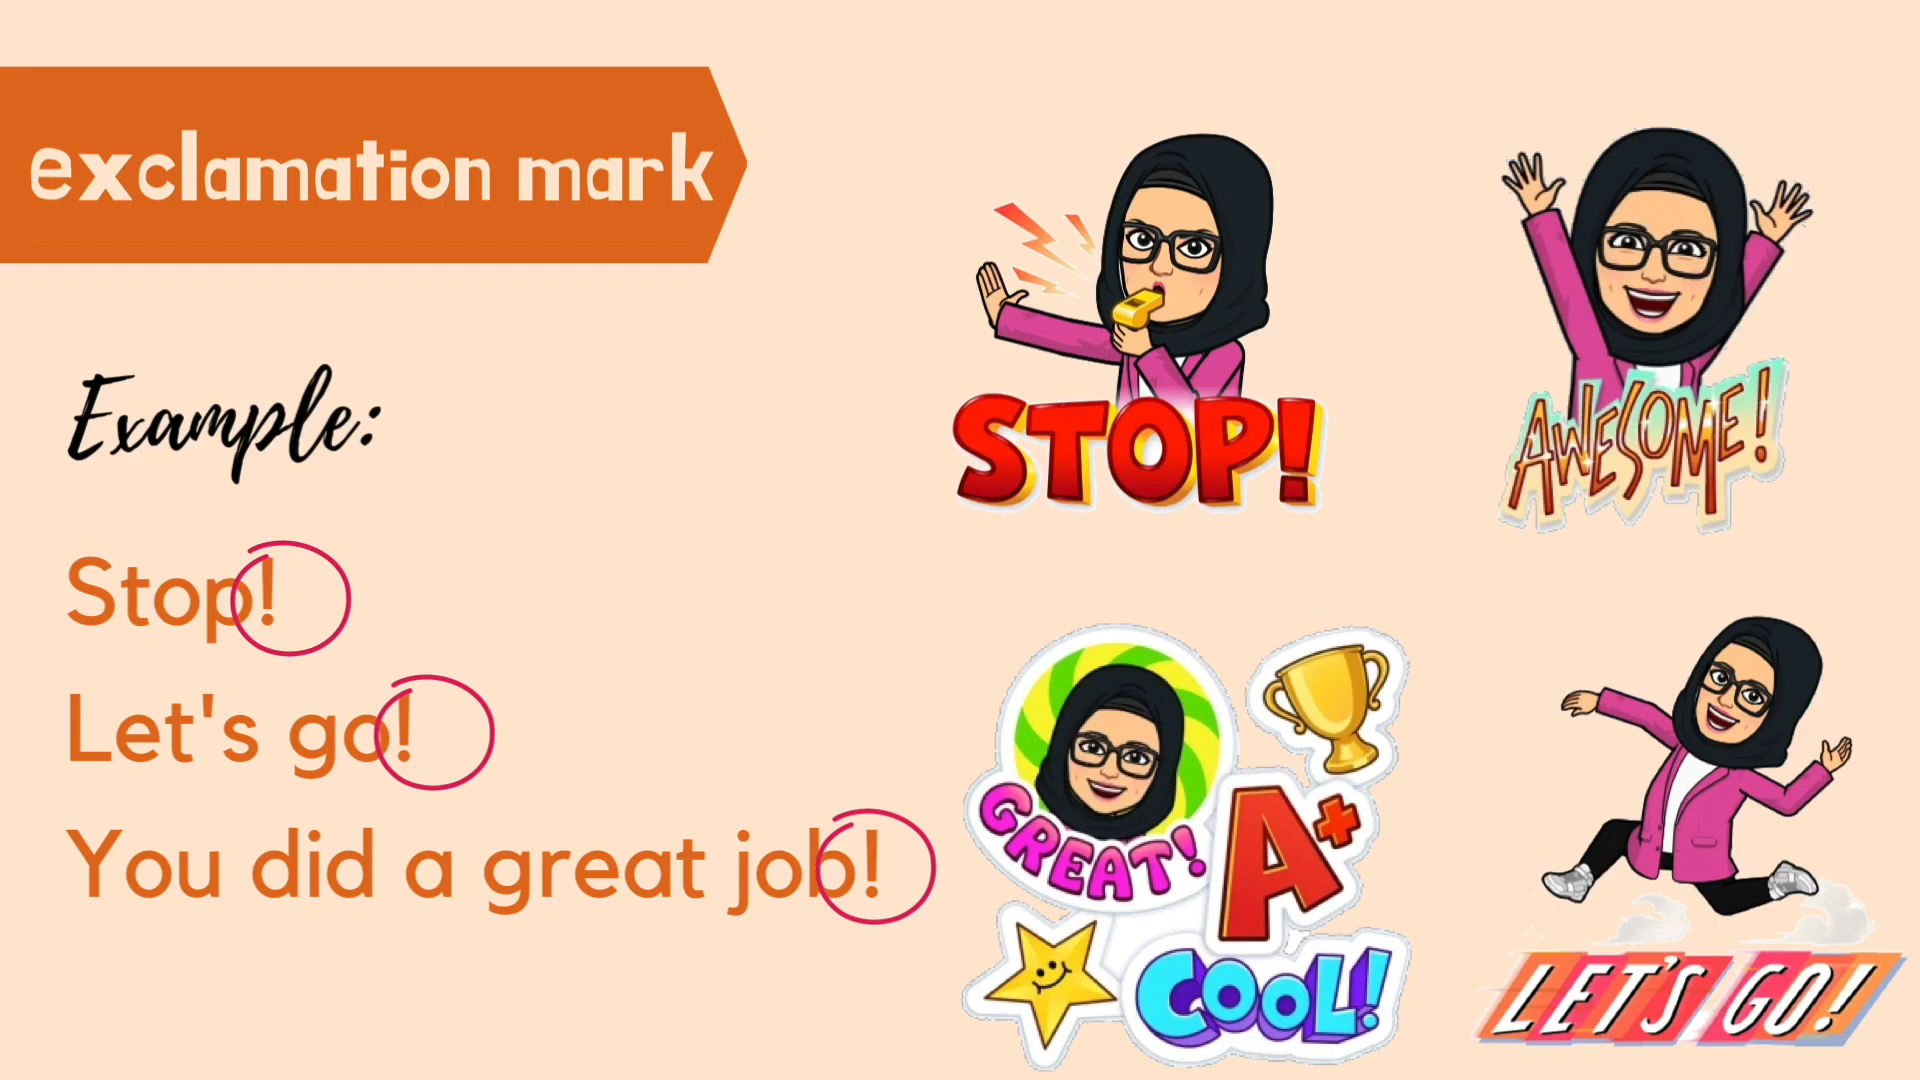 exclamation mark
Example:
Stop!
Let's go!
You did a great job!
STOP!
AWESOME!
GREAT!
A+
COOL!
LET'S GO!